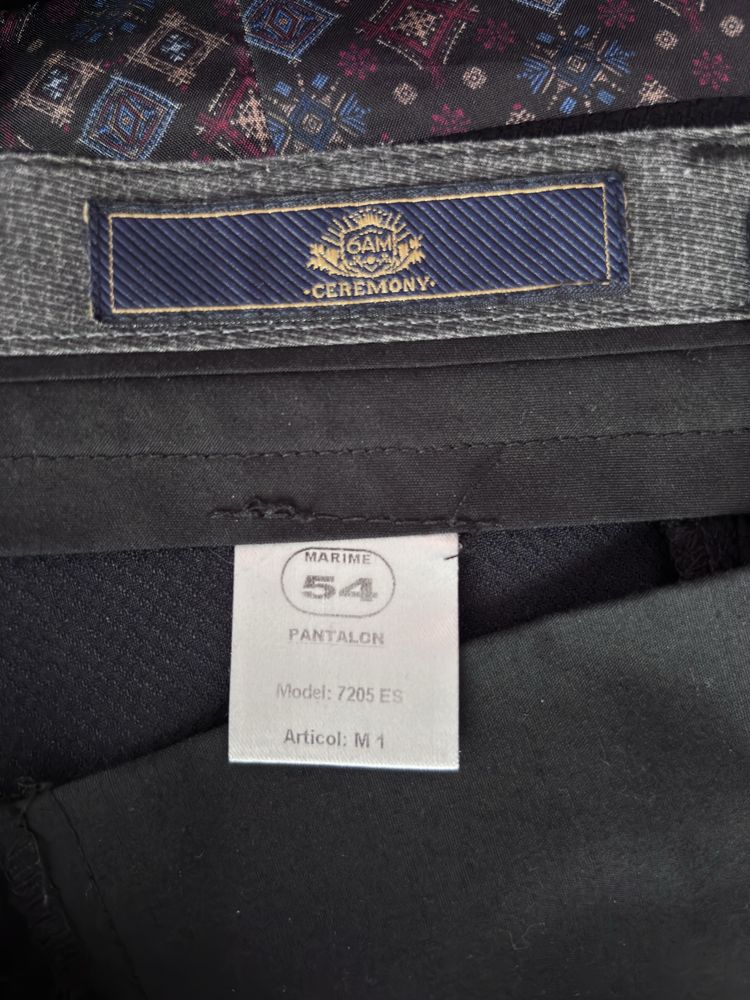 6AM
·CEREMONY·
MARIME
54
PANTALON
Model: 7205 ES
Articol: M 1